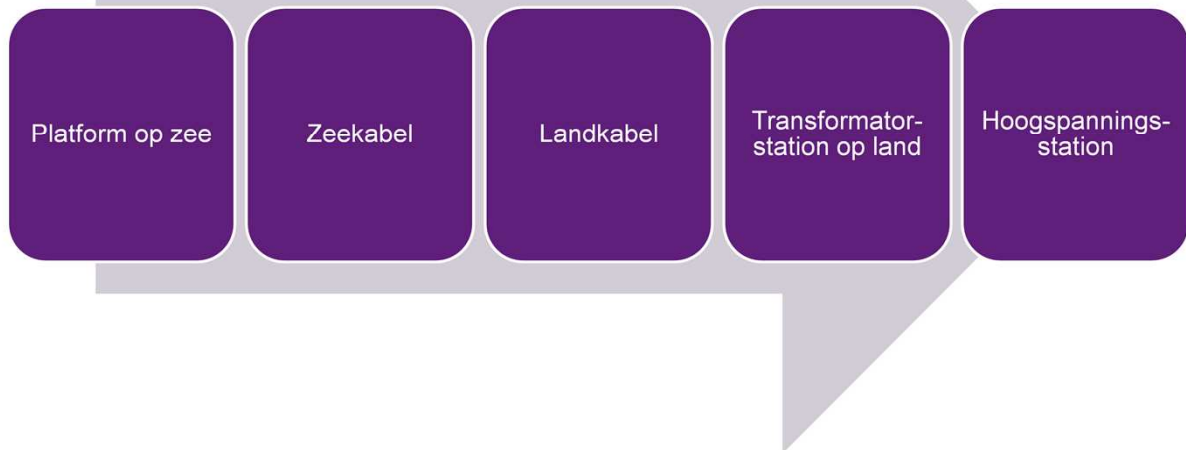 Platform op zee
Zeekabel
Landkabel
Transformator-
station op land
Hoogspannings-
station